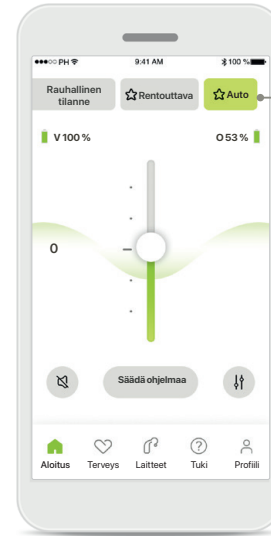 ●●●○○ PH 9:41 AM 100 %
Rauhallinen
tilanne
Rentouttava
Auto
V 100 %
O 53 %
0
Säädä ohjelmaa
Aloitus
Terveys
Laitteet
Tuki
Profiili